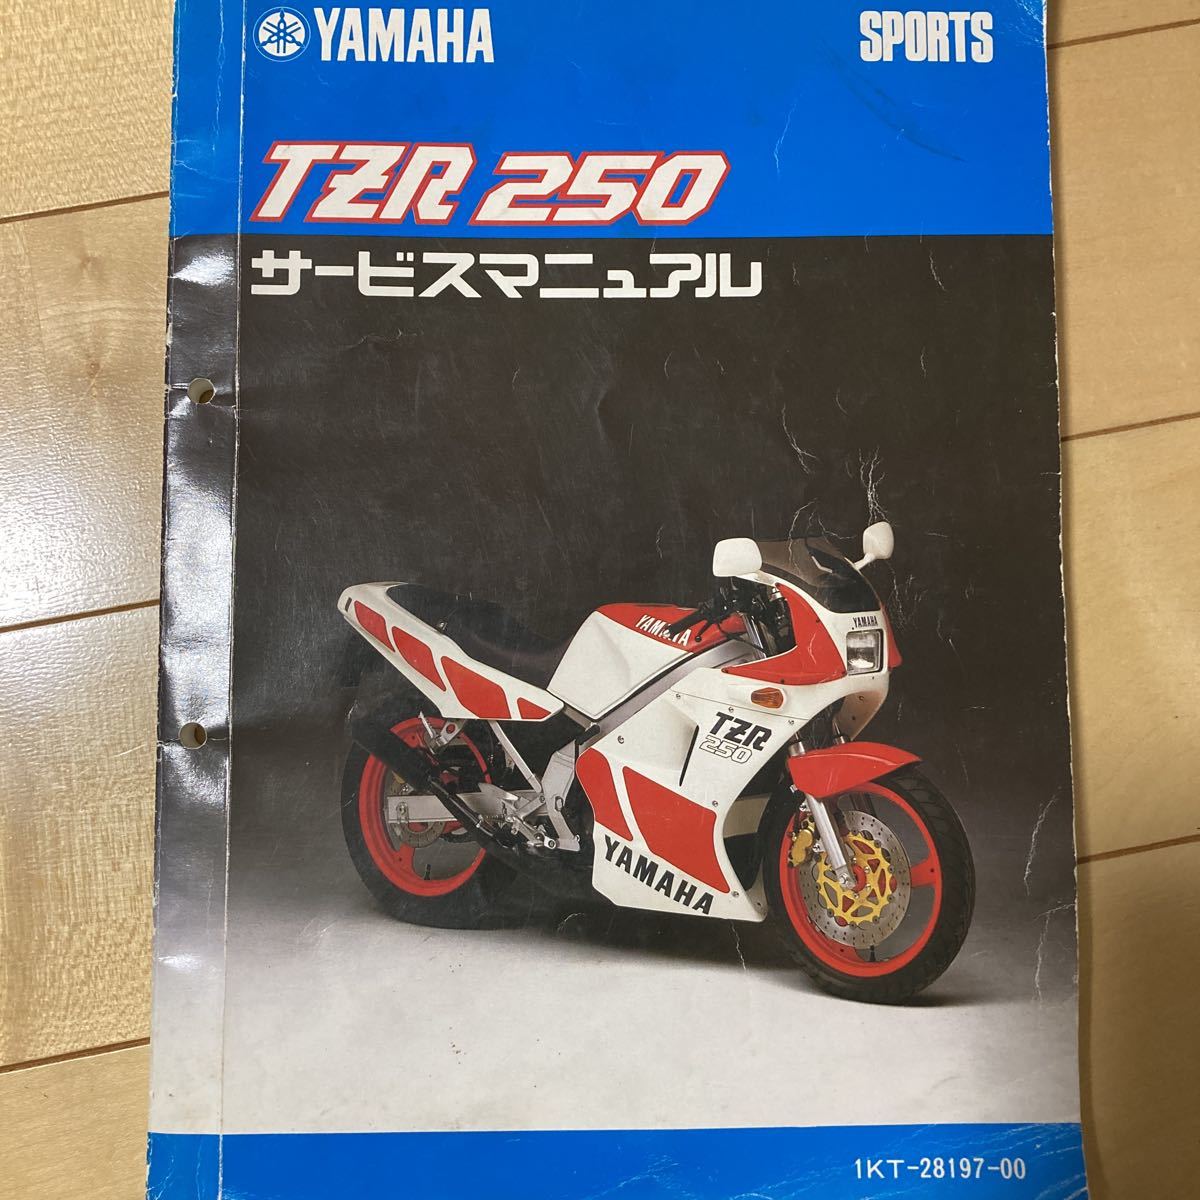 YAMAHA SPORTS
TZR 250
サービスマニュアル
YAMAHA
YAMAHA
TZR
250
YAMAHA
1KT-28197-00